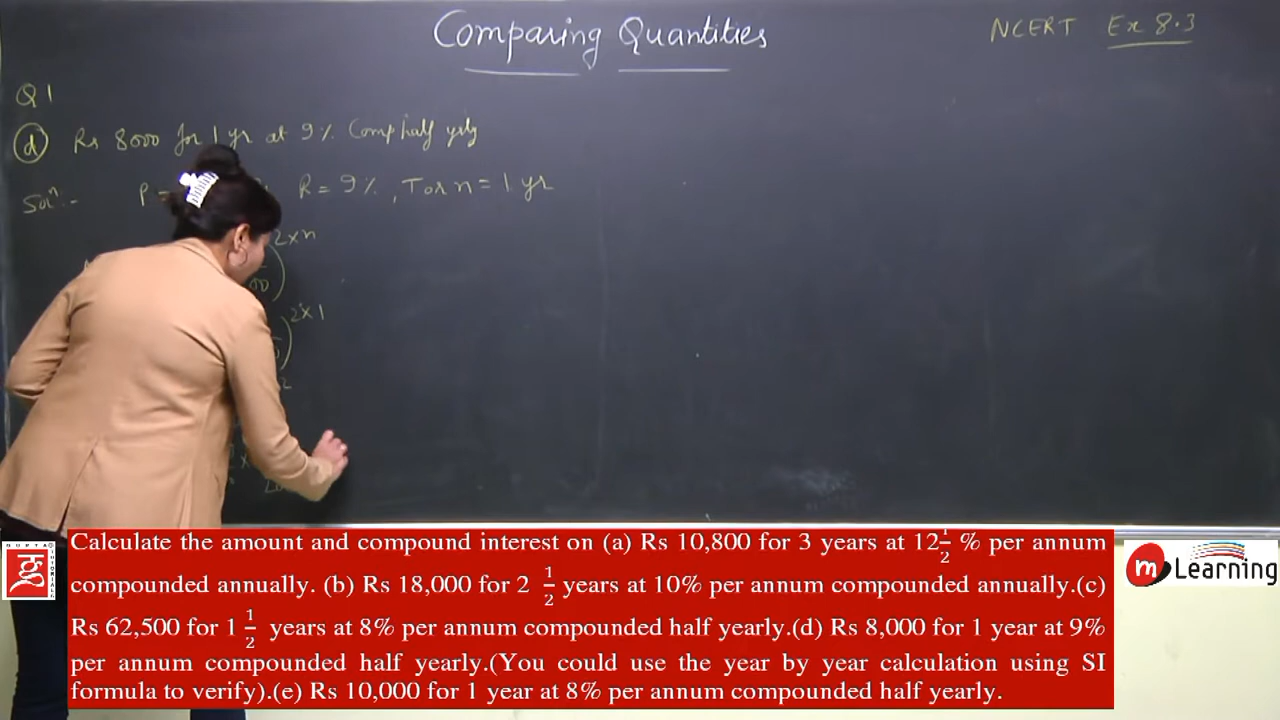 Comparing Quantities
NCERT Ex 8.3
Q1
(d) Rs 8000 for 1 yr at 9% Comp half yrly
Soln:- P = R = 9%, T or n = 1 yr
2×n
00)
)2×1
2
Calculate the amount and compound interest on (a) Rs 10,800 for 3 years at 12½ % per annum
compounded annually. (b) Rs 18,000 for 2 ½ years at 10% per annum compounded annually.(c)
Rs 62,500 for 1 ½ years at 8% per annum compounded half yearly.(d) Rs 8,000 for 1 year at 9%
per annum compounded half yearly.(You could use the year by year calculation using SI
formula to verify).(e) Rs 10,000 for 1 year at 8% per annum compounded half yearly.
GUPTA TUTORIALS
m Learning